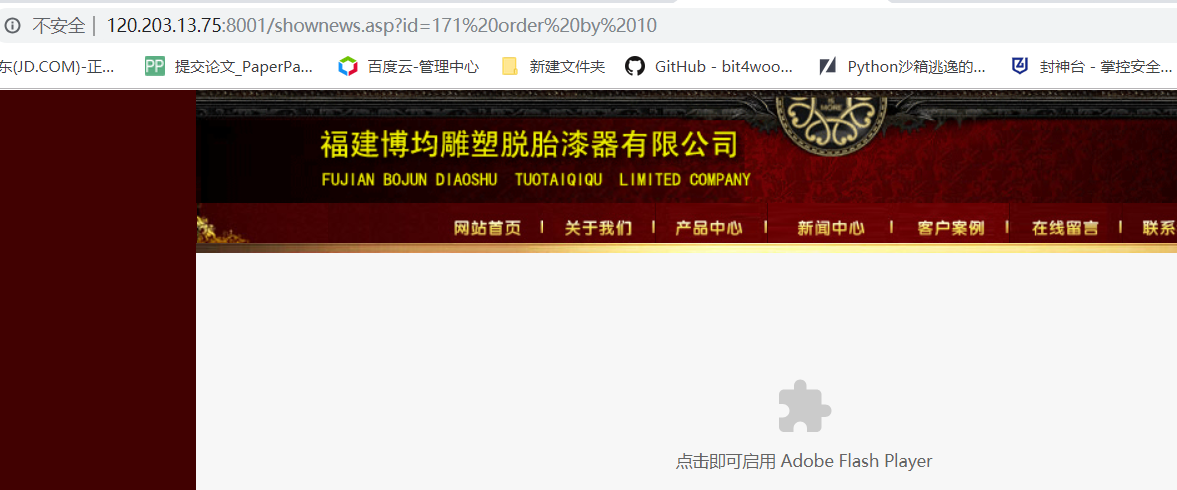 不安全 | 120.203.13.75:8001/shownews.asp?id=171%20order%20by%2010
东(JD.COM)-正... 提交论文_PaperPa... 百度云-管理中心 新建文件夹 GitHub - bit4woo... Python沙箱逃逸的... 封神台 - 掌控安全...
IS
MORE
福建博均雕塑脱胎漆器有限公司
FUJIAN BOJUN DIAOSHU TUOTAIQIQU LIMITED COMPANY
网站首页 | 关于我们 | 产品中心 | 新闻中心 | 客户案例 | 在线留言 | 联系
点击即可启用 Adobe Flash Player